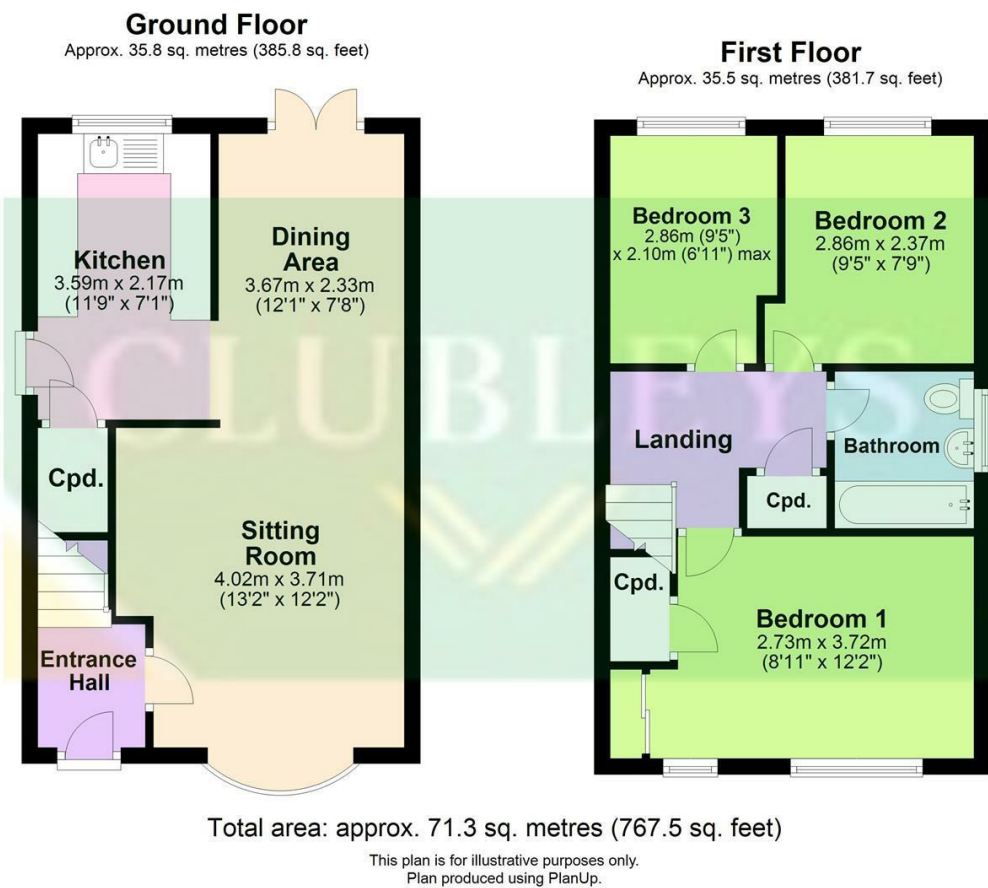 Ground Floor
Approx. 35.8 sq. metres (385.8 sq. feet)
Kitchen
3.59m x 2.17m
(11'9" x 7'1")
Dining
Area
3.67m x 2.33m
(12'1" x 7'8")
Cpd.
Sitting
Room
4.02m x 3.71m
(13'2" x 12'2")
Entrance
Hall
First Floor
Approx. 35.5 sq. metres (381.7 sq. feet)
Bedroom 3
2.86m (9'5")
x 2.10m (6'11") max
Bedroom 2
2.86m x 2.37m
(9'5" x 7'9")
Landing
Bathroom
Cpd.
Cpd.
Bedroom 1
2.73m x 3.72m
(8'11" x 12'2")
CLUBLEYS
Total area: approx. 71.3 sq. metres (767.5 sq. feet)
This plan is for illustrative purposes only.
Plan produced using PlanUp.